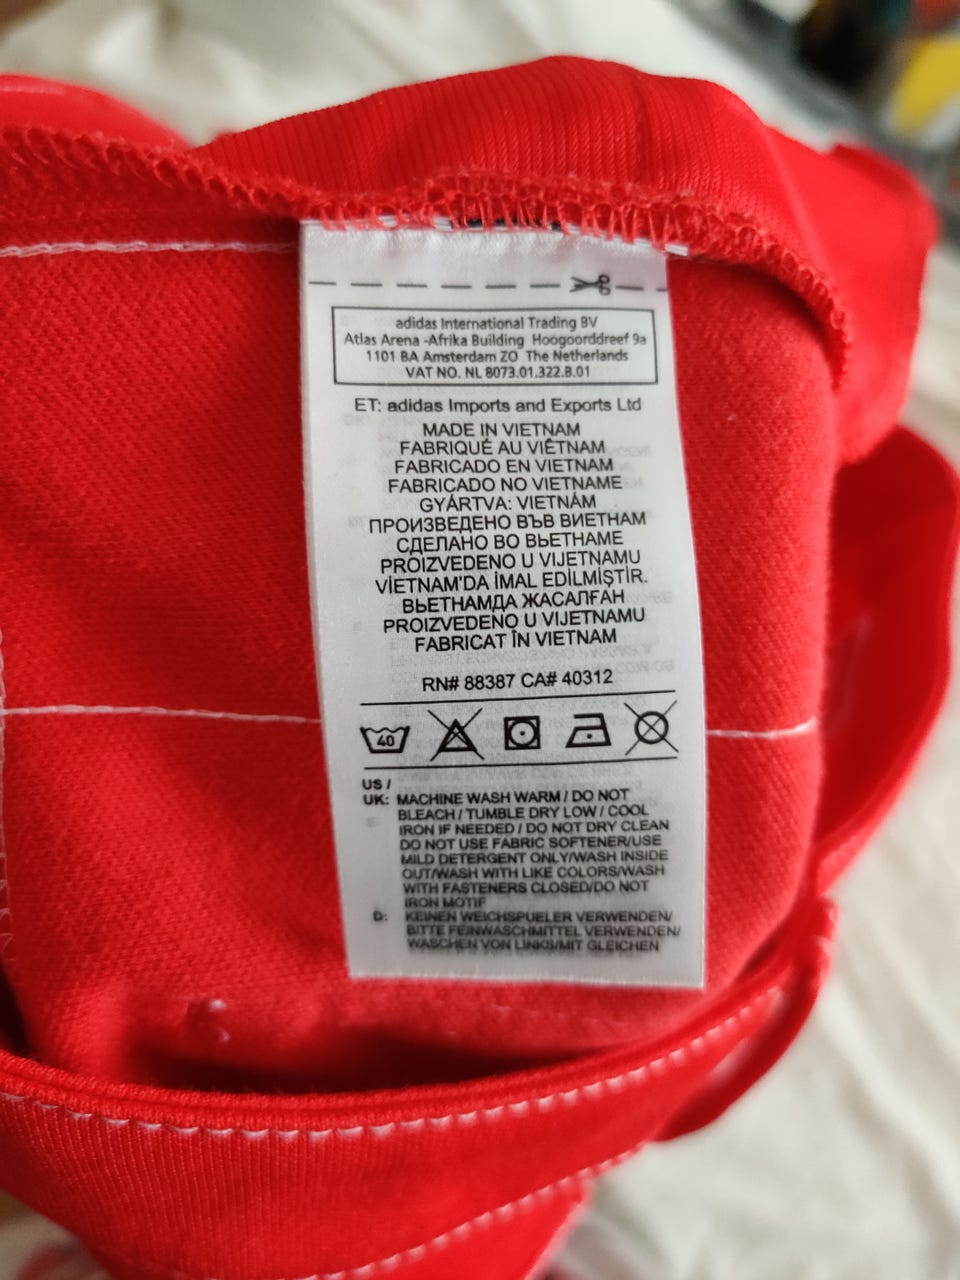 adidas International Trading BV
Atlas Arena -Afrika Building Hoogoorddreef 9a
1101 BA Amsterdam ZO The Netherlands
VAT NO. NL 8073.01.322.B.01
ET: adidas Imports and Exports Ltd
MADE IN VIETNAM
FABRIQUÉ AU VIÊTNAM
FABRICADO EN VIETNAM
FABRICADO NO VIETNAME
GYÁRTVA: VIETNÁM
ПРОИЗВЕДЕНО ВЪВ ВИЕТНАМ
СДЕЛАНО ВО ВЬЕТНАМЕ
PROIZVEDENO U VIJETNAMU
VİETNAM'DA İMAL EDİLMİŞTİR.
ВЬЕТНАМДА ЖАСАЛҒАН
PROIZVEDENO U VIJETNAMU
FABRICAT ÎN VIETNAM
RN# 88387 CA# 40312
40
US /
UK: MACHINE WASH WARM / DO NOT
BLEACH / TUMBLE DRY LOW / COOL
IRON IF NEEDED / DO NOT DRY CLEAN
DO NOT USE FABRIC SOFTENER/USE
MILD DETERGENT ONLY/WASH INSIDE
OUT/WASH WITH LIKE COLORS/WASH
WITH FASTENERS CLOSED/DO NOT
IRON MOTIF
D: KEINEN WEICHSPUELER VERWENDEN/
BITTE FEINWASCHMITTEL VERWENDEN/
WASCHEN VON LINKS/MIT GLEICHEN